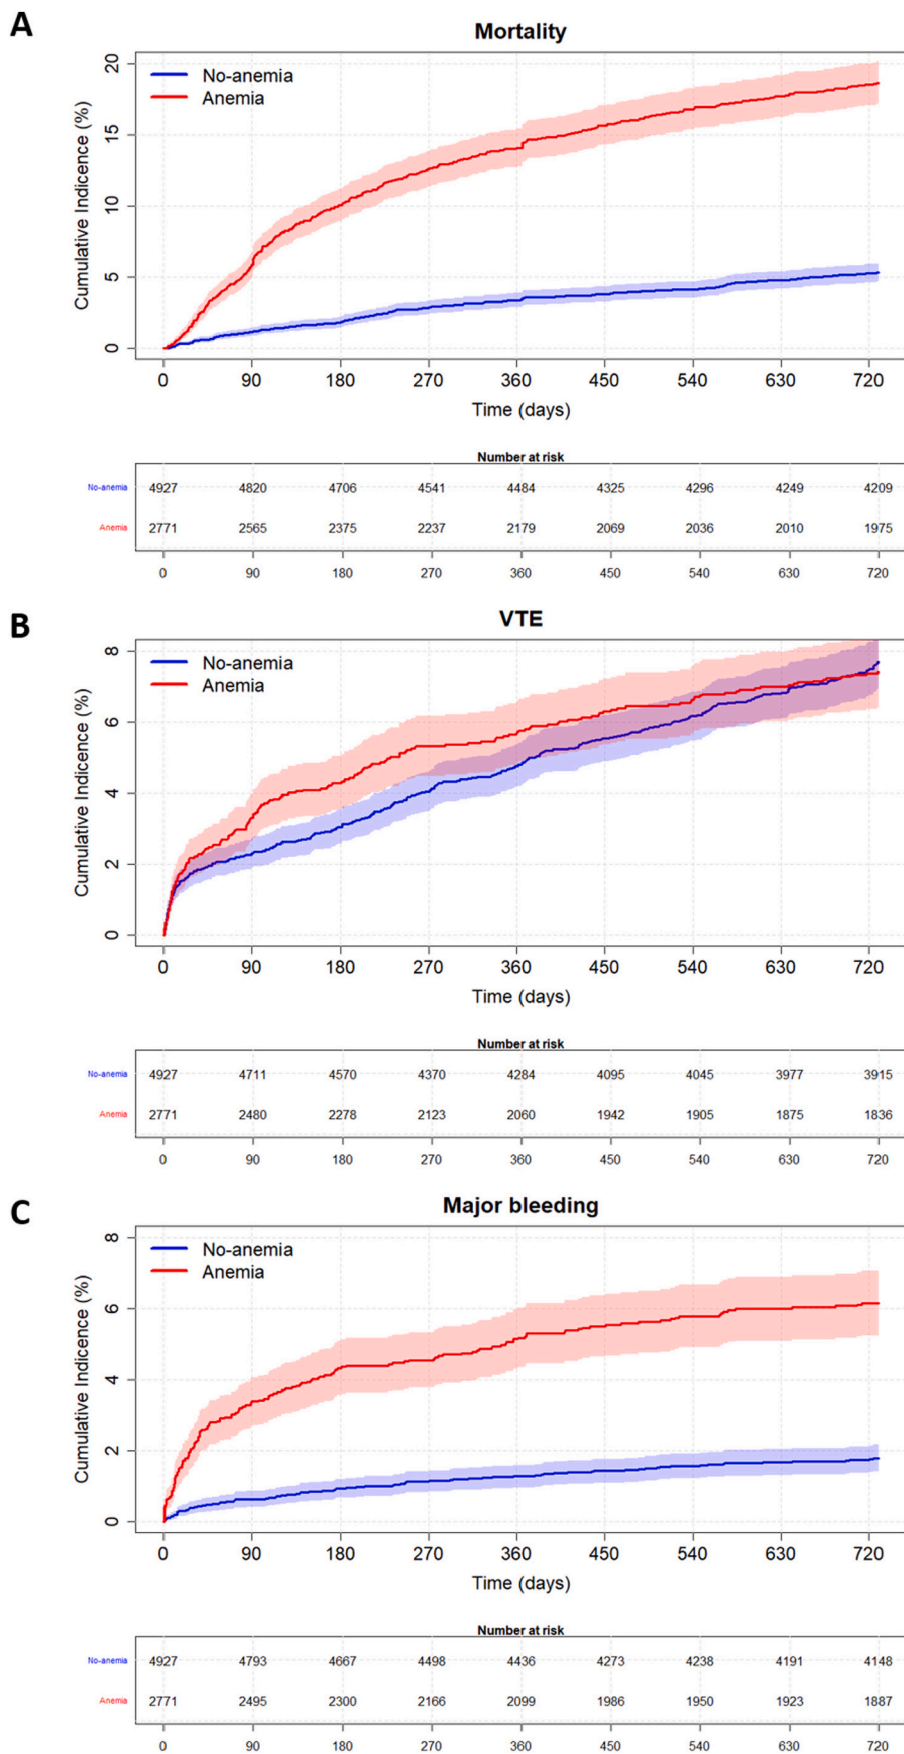 A
Mortality
No-anemia
Anemia
Cumulative Indicence (%)
20
15
10
5
0
0 90 180 270 360 450 540 630 720
Time (days)
Number at risk
No-anemia 4927 4820 4706 4541 4484 4325 4296 4249 4209
Anemia 2771 2565 2375 2237 2179 2069 2036 2010 1975
0 90 180 270 360 450 540 630 720
B
VTE
No-anemia
Anemia
Cumulative Indicence (%)
8
6
4
2
0
0 90 180 270 360 450 540 630 720
Time (days)
Number at risk
No-anemia 4927 4711 4570 4370 4284 4095 4045 3977 3915
Anemia 2771 2480 2278 2123 2060 1942 1905 1875 1836
0 90 180 270 360 450 540 630 720
C
Major bleeding
No-anemia
Anemia
Cumulative Indicence (%)
8
6
4
2
0
0 90 180 270 360 450 540 630 720
Time (days)
Number at risk
No-anemia 4927 4793 4667 4498 4436 4273 4238 4191 4148
Anemia 2771 2495 2300 2166 2099 1986 1950 1923 1887
0 90 180 270 360 450 540 630 720